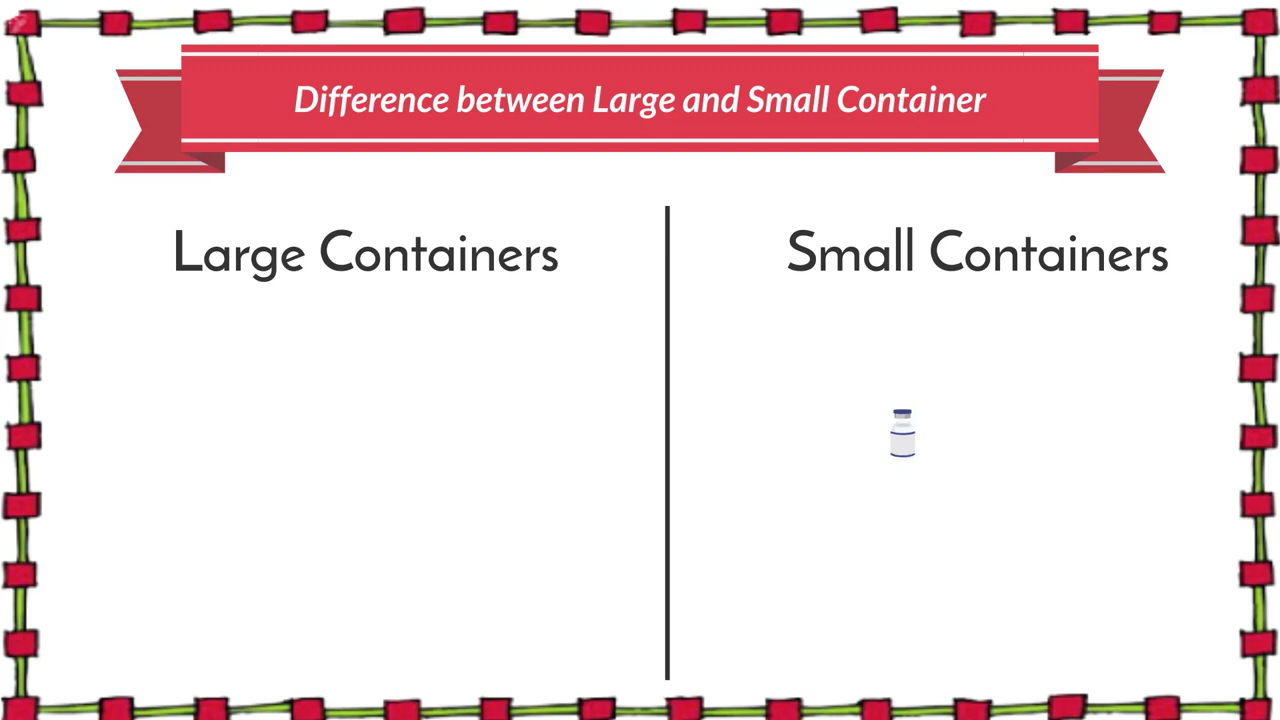 Difference between Large and Small Container
Large Containers
Small Containers